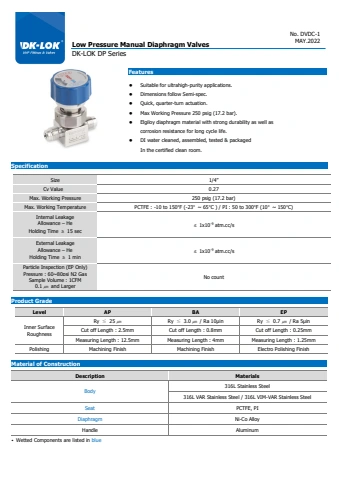 No. DVDC-1
MAY.2022
DK-LOK
Low Pressure Manual Diaphragm Valves
DK-LOK DP Series
Features
● Suitable for ultrahigh-purity applications.
● Dimensions follow Semi-spec.
● Quick, quarter-turn actuation.
● Max Working Pressure 250 psig (17.2 bar).
● Elgiloy diaphragm material with strong durability as well as
corrosion resistance for long cycle life.
● DI water cleaned, assembled, tested & packaged
In the certified clean room.
Specification
Size 1/4"
Cv Value 0.27
Max. Working Pressure 250 psig (17.2 bar)
Max. Working Temperature PCTFE : -10 to 150°F (-23° ~ 65°C ) / PI : 50 to 300°F (10° ~ 150°C)
Internal Leakage
Allowance – He
Holding Time ≥ 15 sec
≤ 1x10⁻⁹ atm.cc/s
External Leakage
Allowance – He
Holding Time ≥ 1 min
≤ 1x10⁻⁹ atm.cc/s
Particle Inspection (EP Only)
Pressure : 60~80psi N2 Gas
Sample Volume : 1CFM
0.1 ㎛ and Larger
No count
Product Grade
Level AP BA EP
Inner Surface
Roughness
Ry ≤ 25 ㎛ Ry ≤ 3.0 ㎛ / Ra 10μin Ry ≤ 0.7 ㎛ / Ra 5μin
Cut off Length : 2.5mm Cut off Length : 0.8mm Cut off Length : 0.25mm
Measuring Length : 12.5mm Measuring Length : 4mm Measuring Length : 1.25mm
Polishing Machining Finish Machining Finish Electro Polishing Finish
Material of Construction
Description Materials
Body
316L Stainless Steel
316L VAR Stainless Steel / 316L VIM-VAR Stainless Steel
Seat PCTFE, PI
Diaphragm Ni-Co Alloy
Handle Aluminum
• Wetted Components are listed in blue